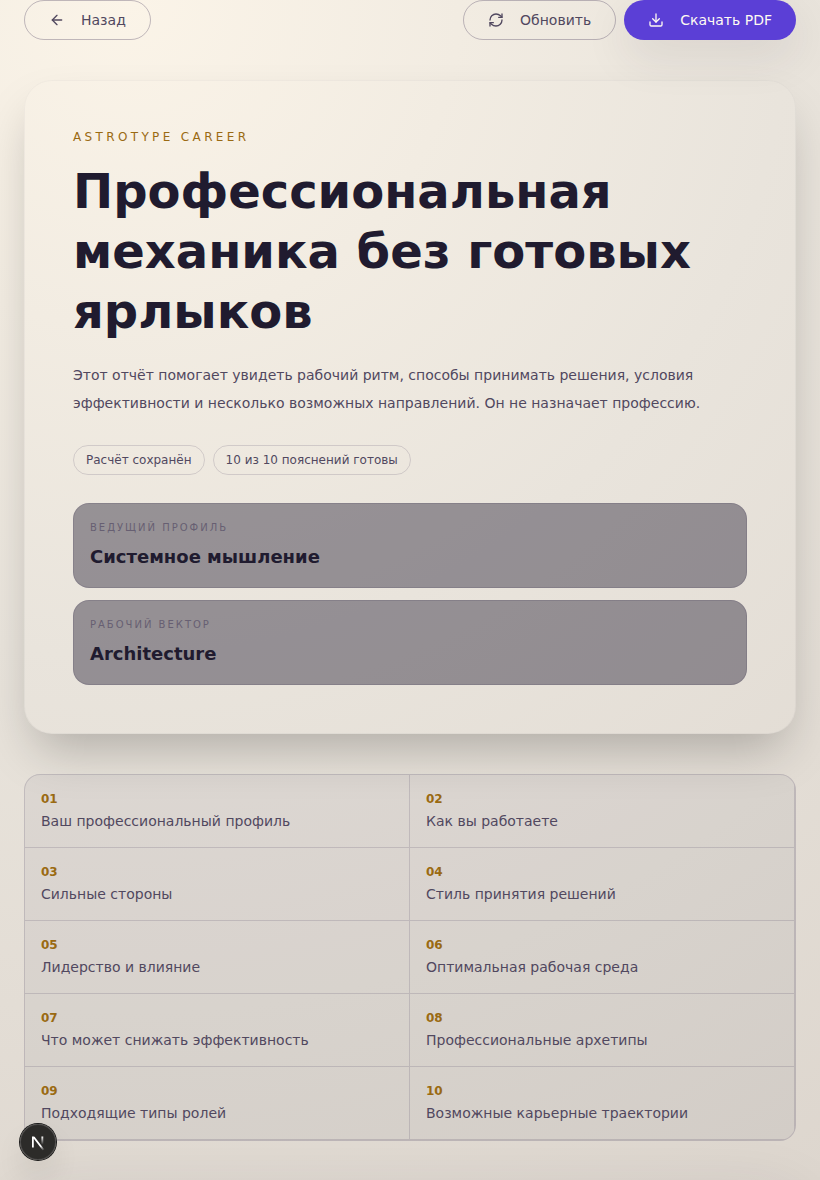 Назад
Обновить
Скачать PDF
ASTROTYPE CAREER
Профессиональная
механика без готовых
ярлыков
Этот отчёт помогает увидеть рабочий ритм, способы принимать решения, условия
эффективности и несколько возможных направлений. Он не назначает профессию.
Расчёт сохранён
10 из 10 пояснений готовы
ВЕДУЩИЙ ПРОФИЛЬ
Системное мышление
РАБОЧИЙ ВЕКТОР
Architecture
01
Ваш профессиональный профиль
02
Как вы работаете
03
Сильные стороны
04
Стиль принятия решений
05
Лидерство и влияние
06
Оптимальная рабочая среда
07
Что может снижать эффективность
08
Профессиональные архетипы
09
Подходящие типы ролей
10
Возможные карьерные траектории
N